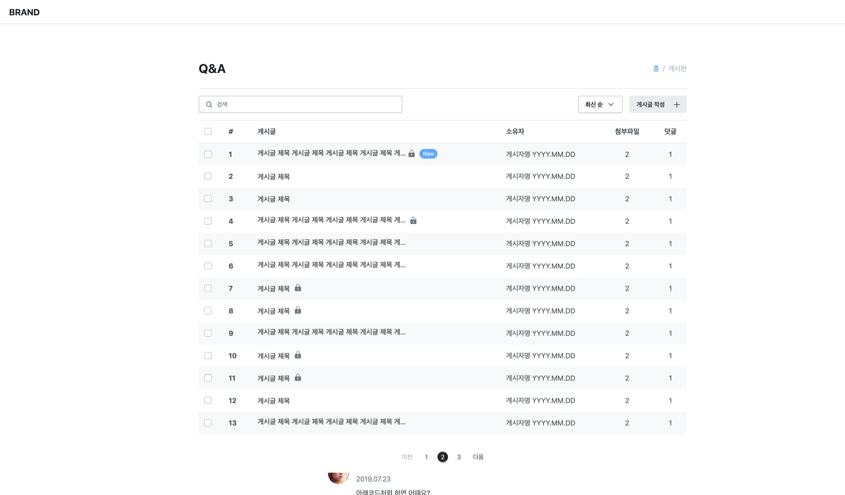 BRAND
Q&A
홈 / 게시판
검색
최신 순
게시글 작성
# 게시글 소유자 첨부파일 댓글
1 게시글 제목 게시글 제목 게시글 제목 게시글 제목 게... New 게시자명 YYYY.MM.DD 2 1
2 게시글 제목 게시자명 YYYY.MM.DD 2 1
3 게시글 제목 게시자명 YYYY.MM.DD 2 1
4 게시글 제목 게시글 제목 게시글 제목 게시글 제목 게... 게시자명 YYYY.MM.DD 2 1
5 게시글 제목 게시글 제목 게시글 제목 게시글 제목 게... 게시자명 YYYY.MM.DD 2 1
6 게시글 제목 게시글 제목 게시글 제목 게시글 제목 게... 게시자명 YYYY.MM.DD 2 1
7 게시글 제목 게시자명 YYYY.MM.DD 2 1
8 게시글 제목 게시자명 YYYY.MM.DD 2 1
9 게시글 제목 게시글 제목 게시글 제목 게시글 제목 게... 게시자명 YYYY.MM.DD 2 1
10 게시글 제목 게시자명 YYYY.MM.DD 2 1
11 게시글 제목 게시자명 YYYY.MM.DD 2 1
12 게시글 제목 게시자명 YYYY.MM.DD 2 1
13 게시글 제목 게시글 제목 게시글 제목 게시글 제목 게... 게시자명 YYYY.MM.DD 2 1
이전 1 2 3 다음
2019.07.23
아래코드처럼 하면 어때요?